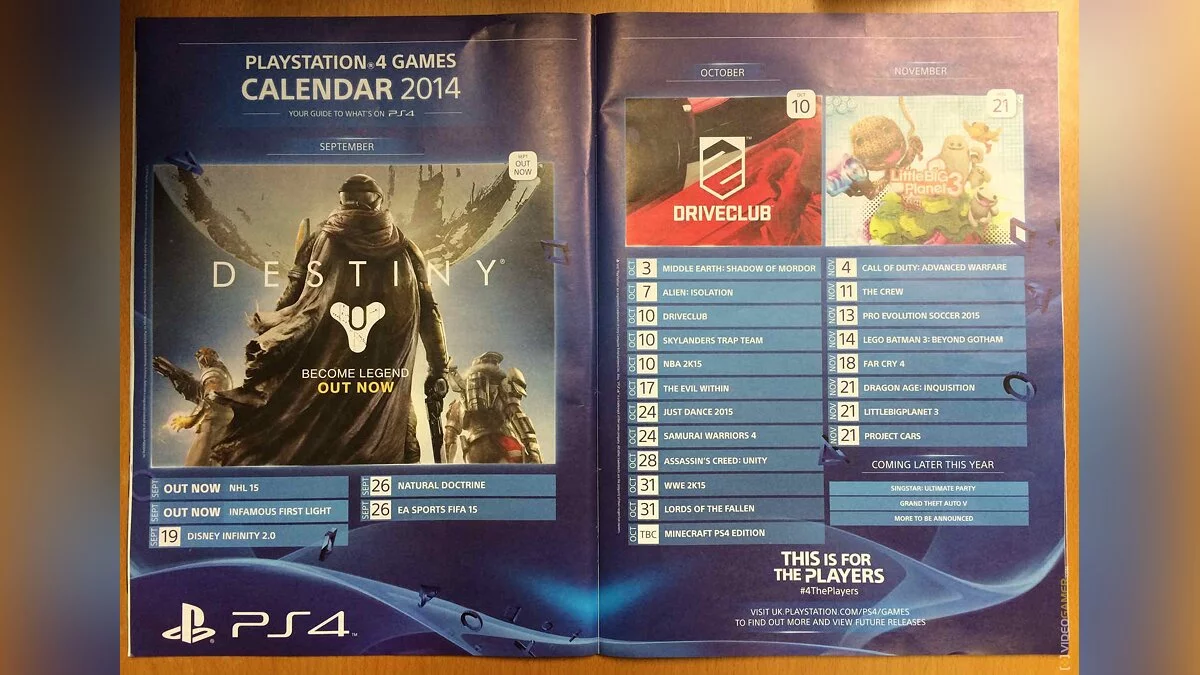 PLAYSTATION®4 GAMES
CALENDAR 2014
YOUR GUIDE TO WHAT'S ON PS4
SEPTEMBER
SEPT
OUT
NOW
DESTINY®
BECOME LEGEND
OUT NOW
SEPT OUT NOW NHL 15
SEPT OUT NOW INFAMOUS FIRST LIGHT
SEPT 19 DISNEY INFINITY 2.0
SEPT 26 NATURAL DOCTRINE
SEPT 26 EA SPORTS FIFA 15
PS4™
OCTOBER
OCT
10
DRIVECLUB™
OCT 3 MIDDLE EARTH: SHADOW OF MORDOR
OCT 7 ALIEN: ISOLATION
OCT 10 DRIVECLUB
OCT 10 SKYLANDERS TRAP TEAM
OCT 10 NBA 2K15
OCT 17 THE EVIL WITHIN
OCT 24 JUST DANCE 2015
OCT 24 SAMURAI WARRIORS 4
OCT 28 ASSASSIN'S CREED: UNITY
OCT 31 WWE 2K15
OCT 31 LORDS OF THE FALLEN
OCT TBC MINECRAFT PS4 EDITION
NOVEMBER
NOV
21
LittleBIG
Planet 3
NOV 4 CALL OF DUTY: ADVANCED WARFARE
NOV 11 THE CREW
NOV 13 PRO EVOLUTION SOCCER 2015
NOV 14 LEGO BATMAN 3: BEYOND GOTHAM
NOV 18 FAR CRY 4
NOV 21 DRAGON AGE: INQUISITION
NOV 21 LITTLEBIGPLANET 3
NOV 21 PROJECT CARS
COMING LATER THIS YEAR
SINGSTAR: ULTIMATE PARTY
GRAND THEFT AUTO V
MORE TO BE ANNOUNCED
THIS IS FOR
THE PLAYERS
#4ThePlayers
VISIT UK.PLAYSTATION.COM/PS4/GAMES
TO FIND OUT MORE AND VIEW FUTURE RELEASES
VIDEOGAMER